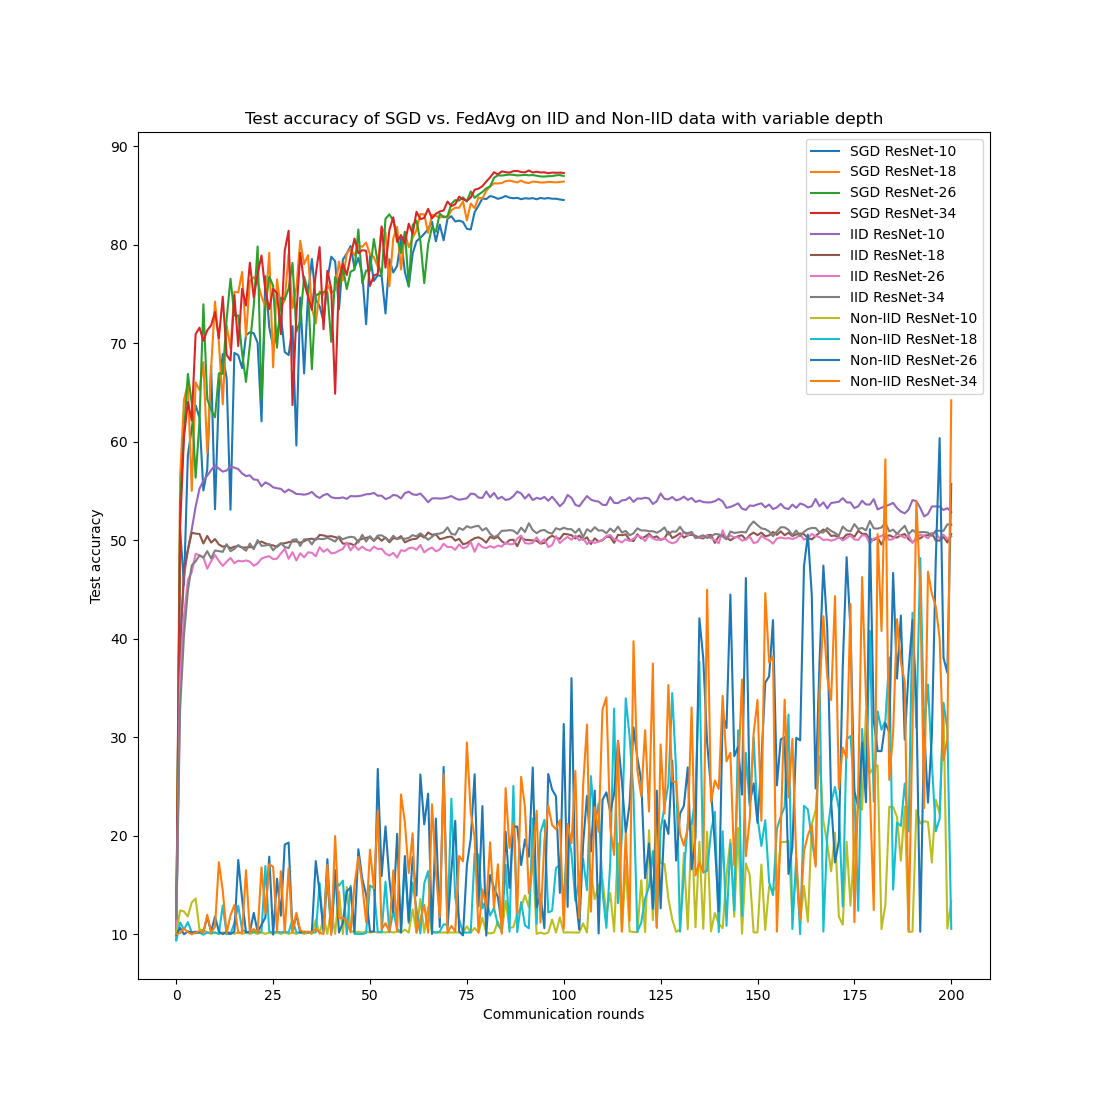 Test accuracy of SGD vs. FedAvg on IID and Non-IID data with variable depth
90
80
70
60
50
40
30
20
10
Test accuracy
SGD ResNet-10
SGD ResNet-18
SGD ResNet-26
SGD ResNet-34
IID ResNet-10
IID ResNet-18
IID ResNet-26
IID ResNet-34
Non-IID ResNet-10
Non-IID ResNet-18
Non-IID ResNet-26
Non-IID ResNet-34
0 25 50 75 100 125 150 175 200
Communication rounds